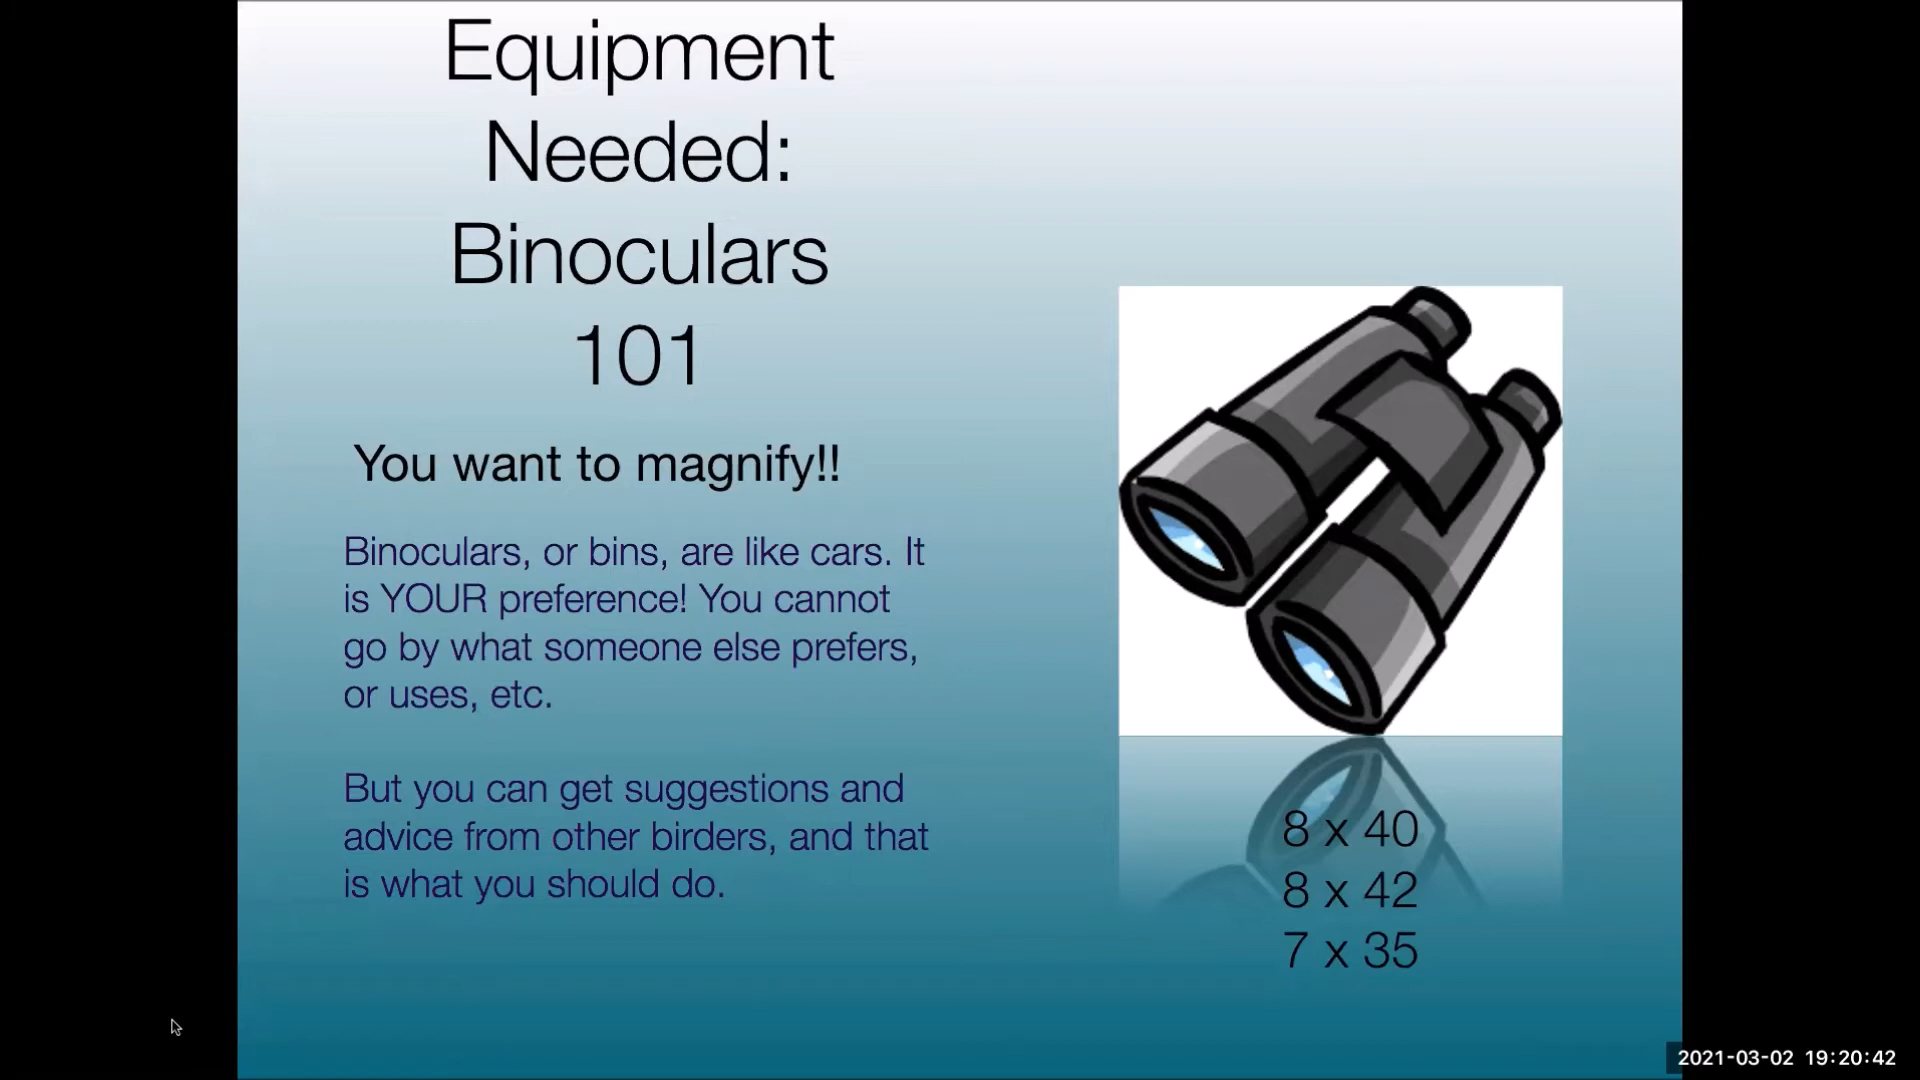 Equipment
Needed:
Binoculars
101
You want to magnify!!
Binoculars, or bins, are like cars. It
is YOUR preference! You cannot
go by what someone else prefers,
or uses, etc.
But you can get suggestions and
advice from other birders, and that
is what you should do.
8 x 40
8 x 42
7 x 35
2021-03-02 19:20:42